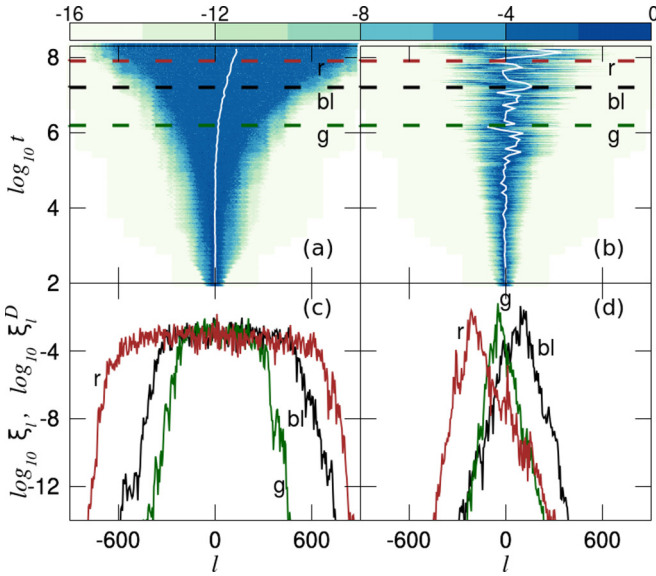 -16 -12 -8 -4 0
8
r
r
bl
bl
g
g
6
log₁₀ t
4
(a)
(b)
2
g
(c)
(d)
-4
r
r
bl
bl
-8
g
-12
log₁₀ ξₗ, log₁₀ ξₗᴰ
-600 0 600
-600 0 600
l
l